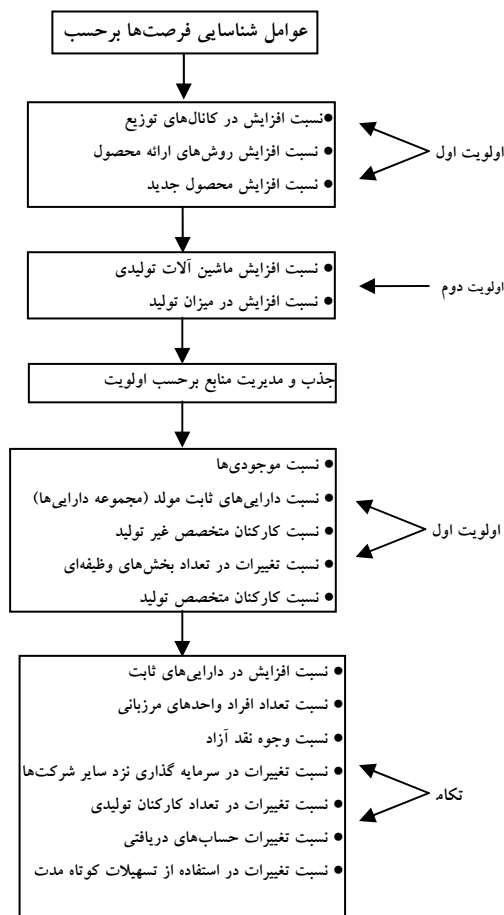 عوامل شناسایی فرصت‌ها برحسب
● نسبت افزایش در کانال‌های توزیع
● نسبت افزایش روش‌های ارائه محصول
● نسبت افزایش محصول جدید
اولویت اول
● نسبت افزایش ماشین آلات تولیدی
● نسبت افزایش در میزان تولید
اولویت دوم
جذب و مدیریت منابع برحسب اولویت
● نسبت موجودی‌ها
● نسبت دارایی‌های ثابت مولد (مجموعه دارایی‌ها)
● نسبت کارکنان متخصص غیر تولید
● نسبت تغییرات در تعداد بخش‌های وظیفه‌ای
● نسبت کارکنان متخصص تولید
اولویت اول
● نسبت افزایش در دارایی‌های ثابت
● نسبت تعداد افراد واحدهای مرزبانی
● نسبت وجوه نقد آزاد
● نسبت تغییرات در سرمایه گذاری نزد سایر شرکت‌ها
● نسبت تغییرات در تعداد کارکنان تولیدی
● نسبت تغییرات حساب‌های دریافتی
● نسبت تغییرات در استفاده از تسهیلات کوتاه مدت
تکام